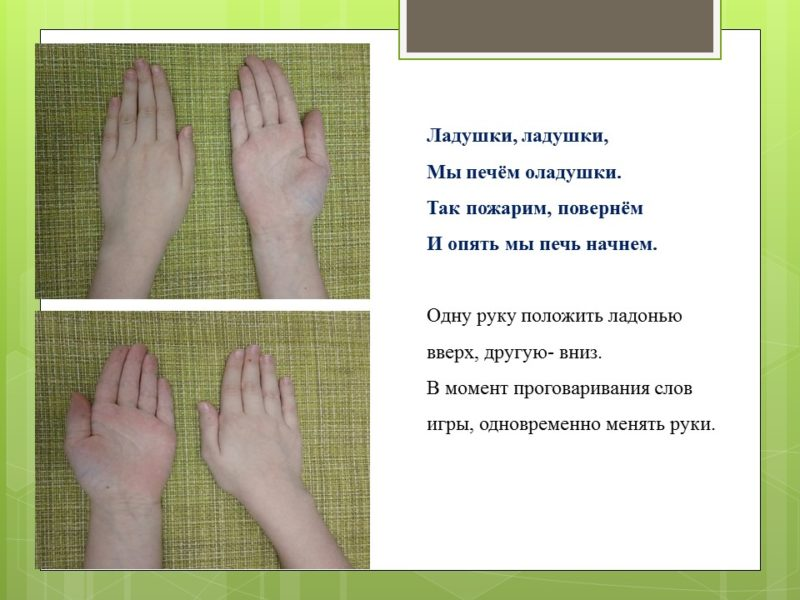 Ладушки, ладушки,
Мы печём оладушки.
Так пожарим, повернём
И опять мы печь начнем.
Одну руку положить ладонью
вверх, другую- вниз.
В момент проговаривания слов
игры, одновременно менять руки.